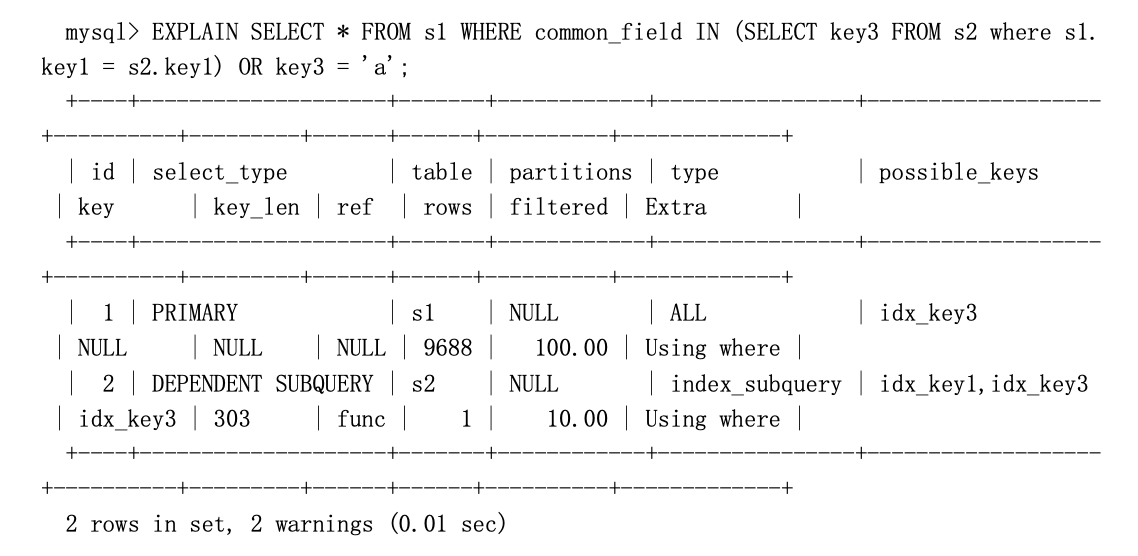 mysql> EXPLAIN SELECT * FROM s1 WHERE common_field IN (SELECT key3 FROM s2 where s1.
key1 = s2.key1) OR key3 = 'a';
+----+--------------------+-------+------------+----------------+-------------------
+-----------+---------+------+------+----------+-------------+
| id | select_type        | table | partitions | type           | possible_keys
| key       | key_len | ref  | rows | filtered | Extra       |
+----+--------------------+-------+------------+----------------+-------------------
+-----------+---------+------+------+----------+-------------+
|  1 | PRIMARY            | s1    | NULL       | ALL            | idx_key3
| NULL      | NULL    | NULL | 9688 |   100.00 | Using where |
|  2 | DEPENDENT SUBQUERY | s2    | NULL       | index_subquery | idx_key1,idx_key3
| idx_key3 | 303     | func |    1 |    10.00 | Using where |
+----+--------------------+-------+------------+----------------+-------------------
+-----------+---------+------+------+----------+-------------+
2 rows in set, 2 warnings (0.01 sec)